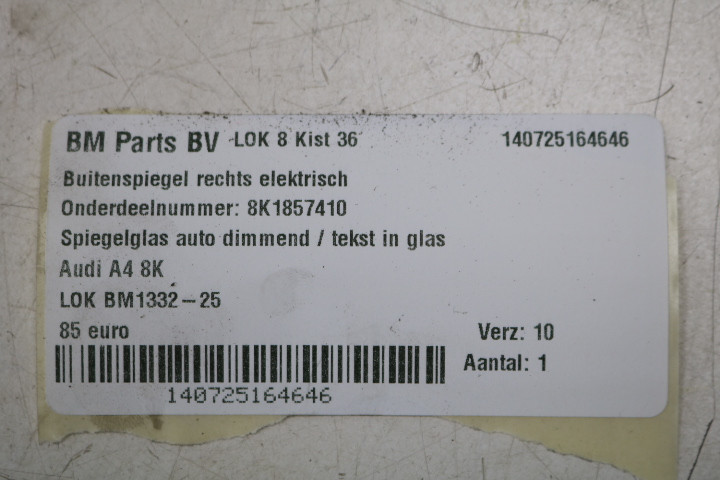 BM Parts BV LOK 8 Kist 36 140725164646
Buitenspiegel rechts elektrisch
Onderdeelnummer: 8K1857410
Spiegelglas auto dimmend / tekst in glas
Audi A4 8K
LOK BM1332-25
85 euro Verz: 10
Aantal: 1
140725164646